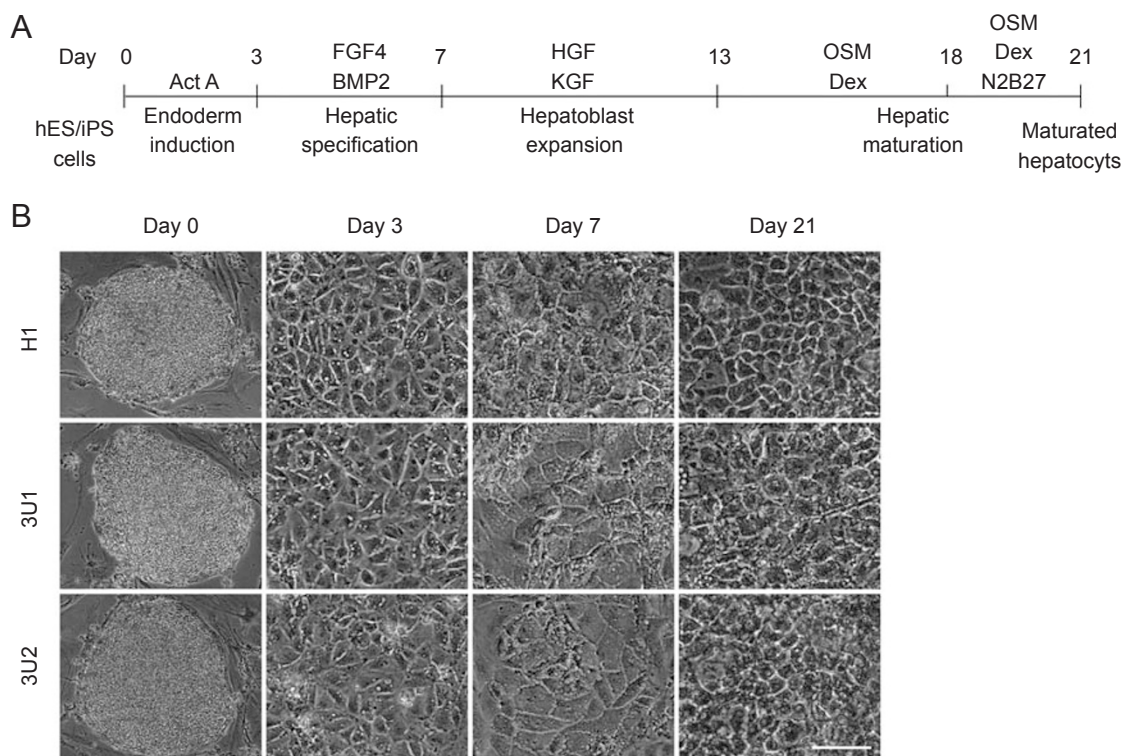 A
Day 0 3 7 13 18 21
Act A
FGF4
BMP2
HGF
KGF
OSM
Dex
OSM
Dex
N2B27
hES/iPS
cells
Endoderm
induction
Hepatic
specification
Hepatoblast
expansion
Hepatic
maturation
Maturated
hepatocyts
B
Day 0 Day 3 Day 7 Day 21
H1
3U1
3U2